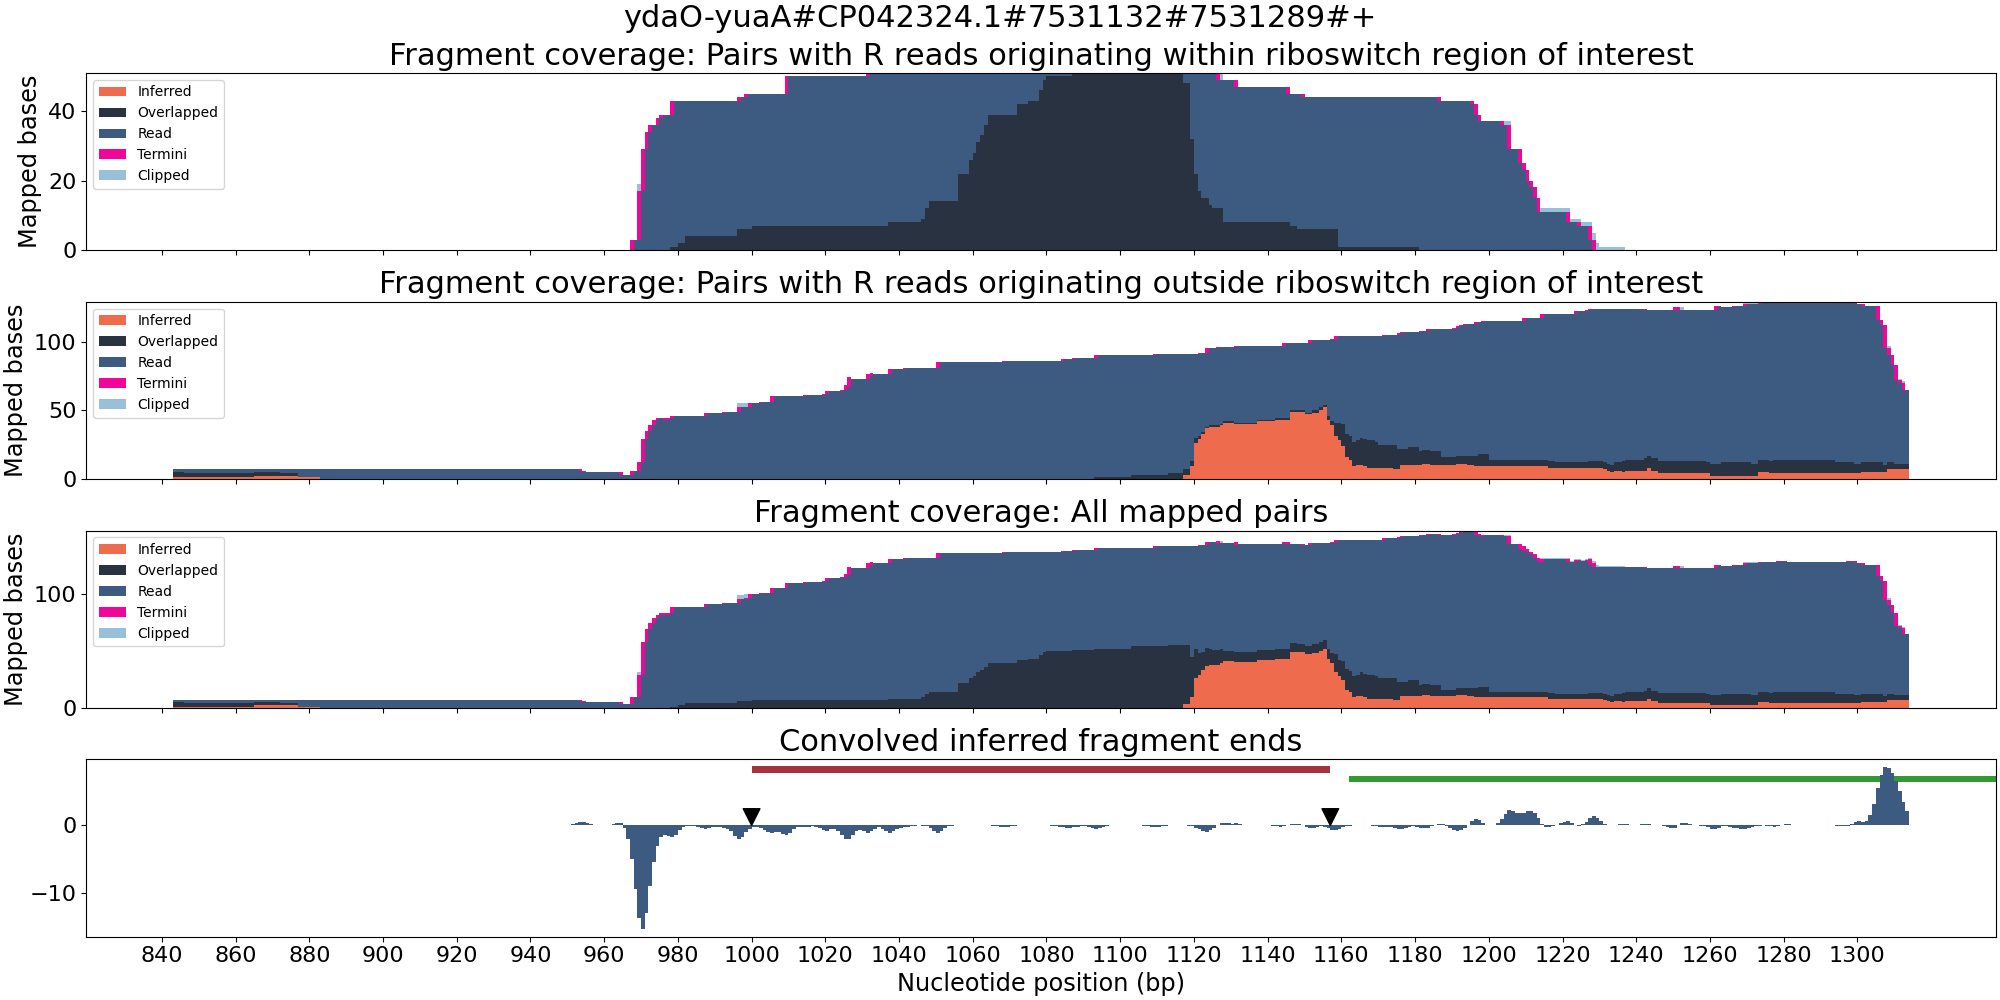 ydaO-yuaA#CP042324.1#7531132#7531289#+
Fragment coverage: Pairs with R reads originating within riboswitch region of interest
Mapped bases
40
20
0
Inferred
Overlapped
Read
Termini
Clipped
Fragment coverage: Pairs with R reads originating outside riboswitch region of interest
Mapped bases
100
50
0
Inferred
Overlapped
Read
Termini
Clipped
Fragment coverage: All mapped pairs
Mapped bases
100
0
Inferred
Overlapped
Read
Termini
Clipped
Convolved inferred fragment ends
0
−10
840 860 880 900 920 940 960 980 1000 1020 1040 1060 1080 1100 1120 1140 1160 1180 1200 1220 1240 1260 1280 1300
Nucleotide position (bp)